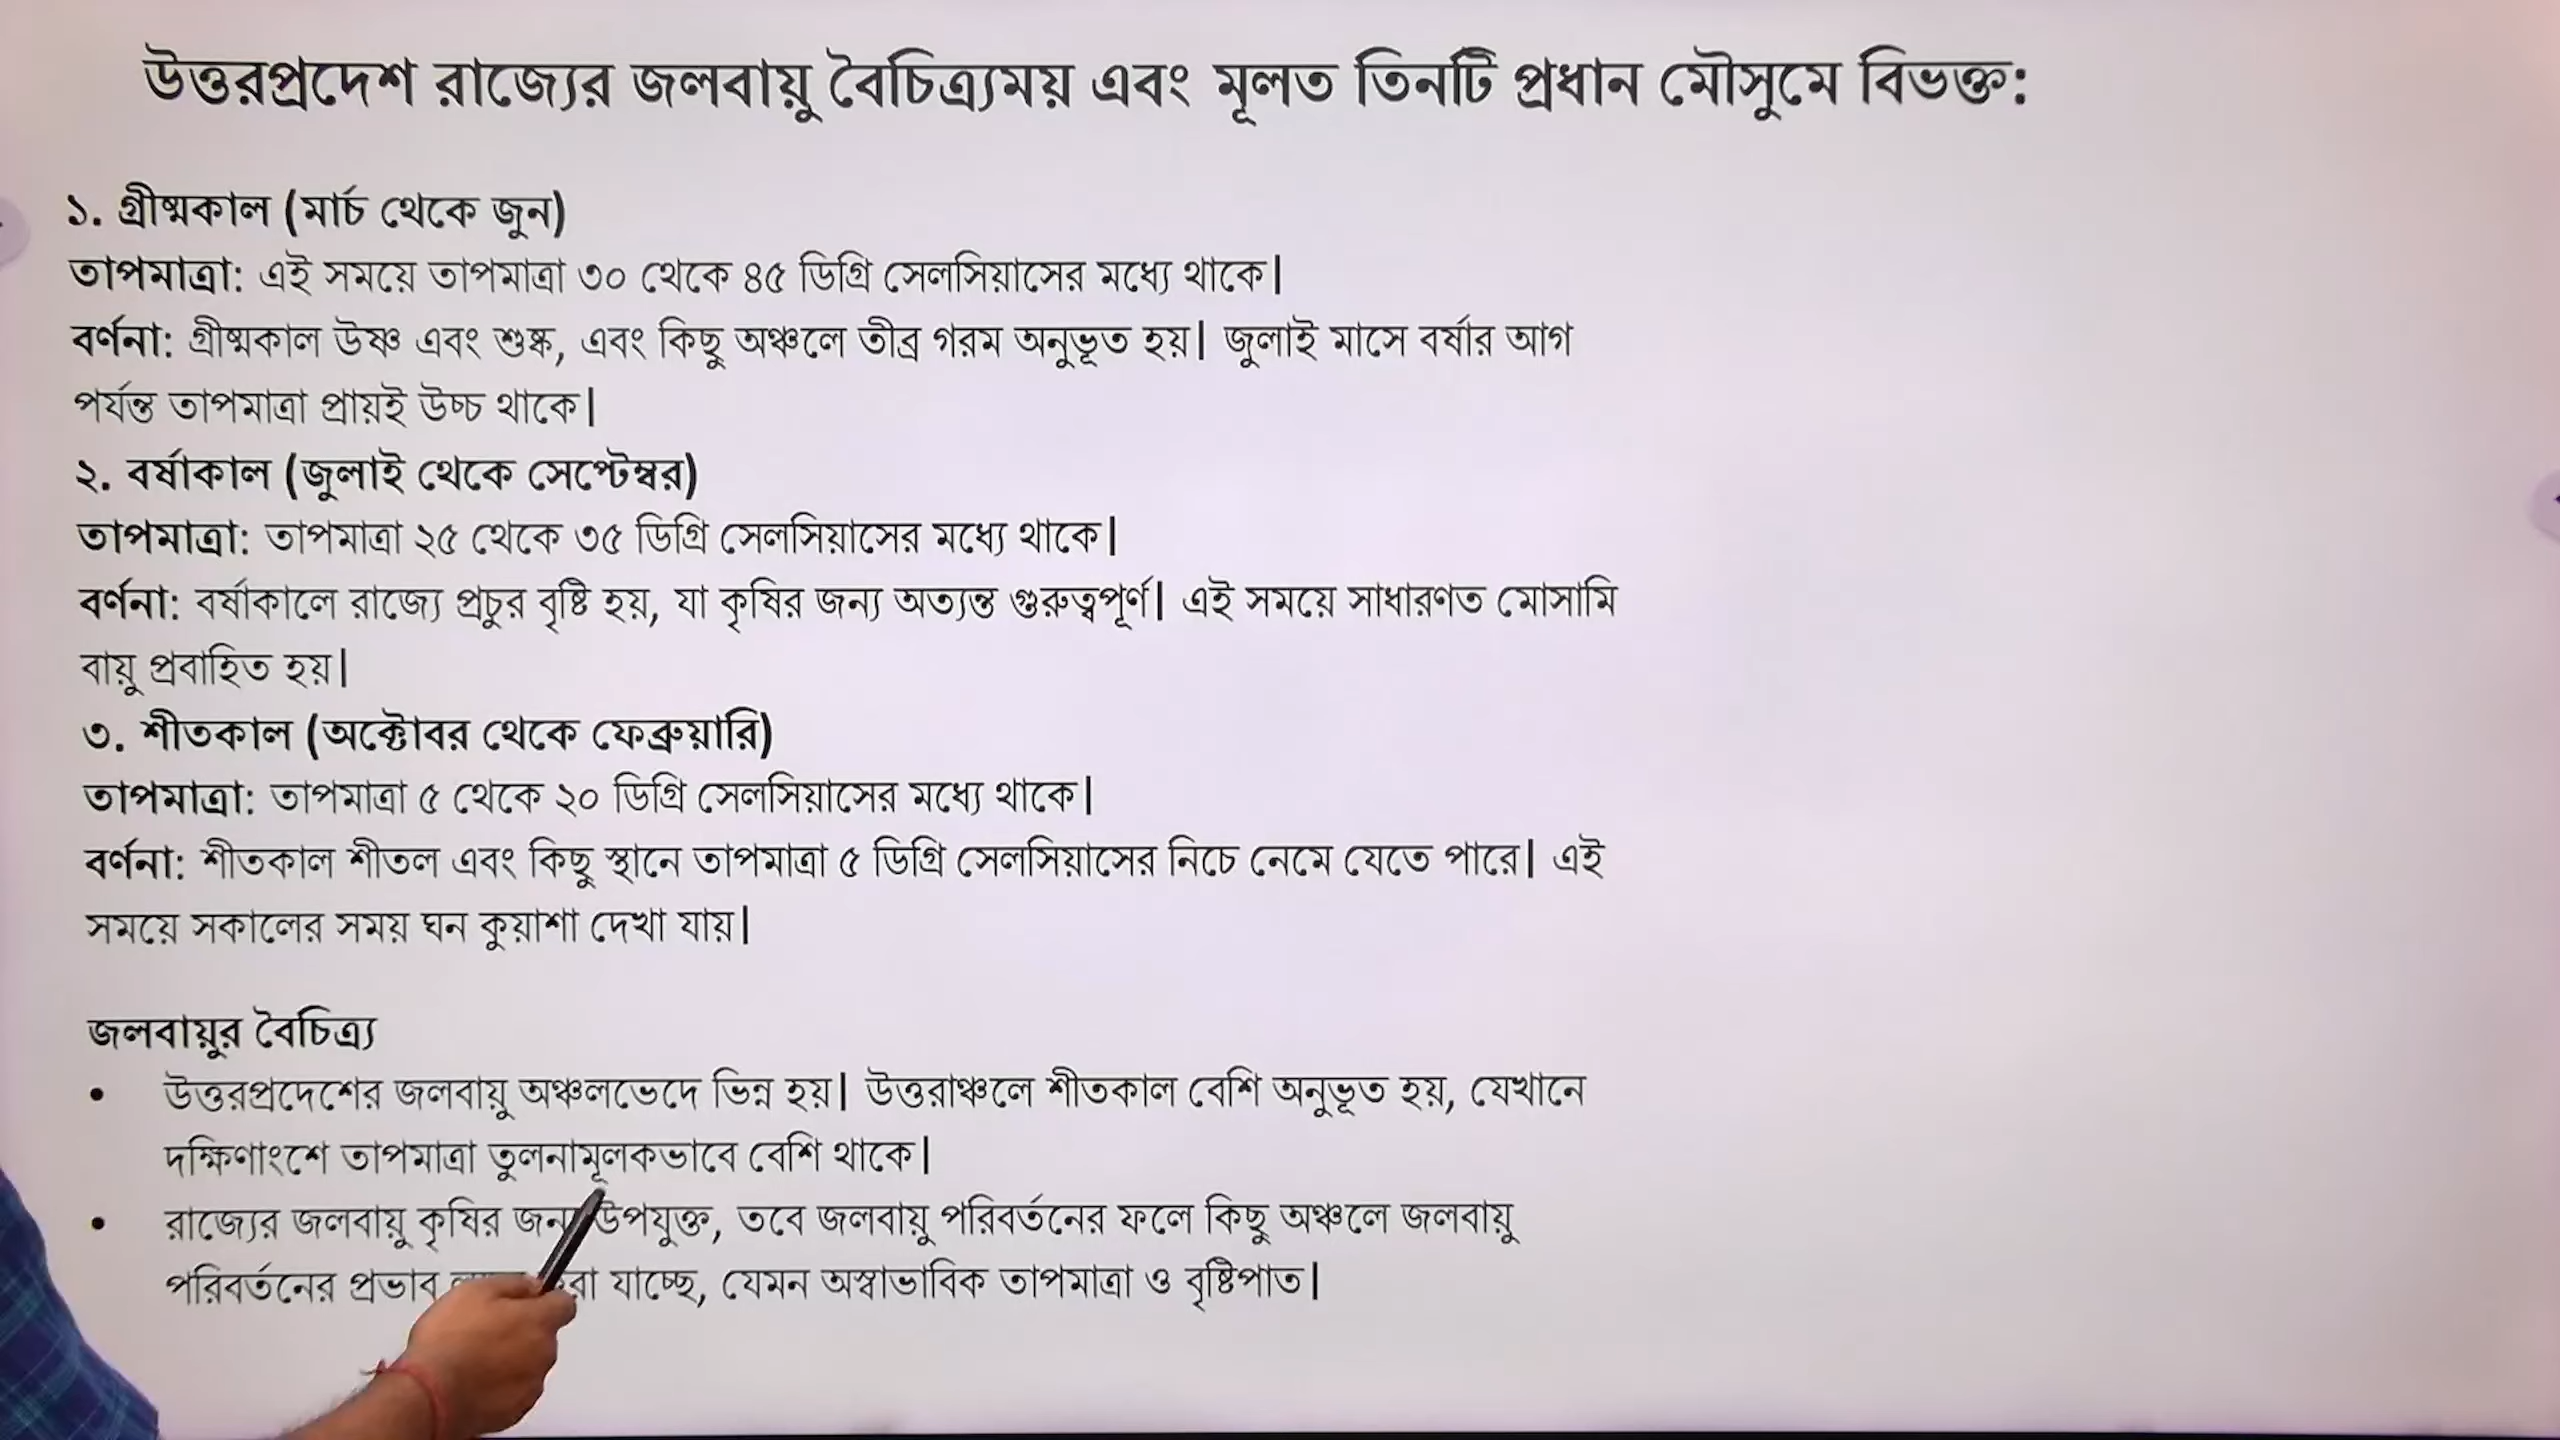 উত্তরপ্রদেশ রাজ্যের জলবায়ু বৈচিত্র্যময় এবং মূলত তিনটি প্রধান মৌসুমে বিভক্ত:
১. গ্রীষ্মকাল (মার্চ থেকে জুন)
তাপমাত্রা: এই সময়ে তাপমাত্রা ৩০ থেকে ৪৫ ডিগ্রি সেলসিয়াসের মধ্যে থাকে।
বর্ণনা: গ্রীষ্মকাল উষ্ণ এবং শুষ্ক, এবং কিছু অঞ্চলে তীব্র গরম অনুভূত হয়। জুলাই মাসে বর্ষার আগ
পর্যন্ত তাপমাত্রা প্রায়ই উচ্চ থাকে।
২. বর্ষাকাল (জুলাই থেকে সেপ্টেম্বর)
তাপমাত্রা: তাপমাত্রা ২৫ থেকে ৩৫ ডিগ্রি সেলসিয়াসের মধ্যে থাকে।
বর্ণনা: বর্ষাকালে রাজ্যে প্রচুর বৃষ্টি হয়, যা কৃষির জন্য অত্যন্ত গুরুত্বপূর্ণ। এই সময়ে সাধারণত মোসামি
বায়ু প্রবাহিত হয়।
৩. শীতকাল (অক্টোবর থেকে ফেব্রুয়ারি)
তাপমাত্রা: তাপমাত্রা ৫ থেকে ২০ ডিগ্রি সেলসিয়াসের মধ্যে থাকে।
বর্ণনা: শীতকাল শীতল এবং কিছু স্থানে তাপমাত্রা ৫ ডিগ্রি সেলসিয়াসের নিচে নেমে যেতে পারে। এই
সময়ে সকালের সময় ঘন কুয়াশা দেখা যায়।
জলবায়ুর বৈচিত্র্য
• উত্তরপ্রদেশের জলবায়ু অঞ্চলভেদে ভিন্ন হয়। উত্তরাঞ্চলে শীতকাল বেশি অনুভূত হয়, যেখানে
দক্ষিণাংশে তাপমাত্রা তুলনামূলকভাবে বেশি থাকে।
• রাজ্যের জলবায়ু কৃষির জন্য উপযুক্ত, তবে জলবায়ু পরিবর্তনের ফলে কিছু অঞ্চলে জলবায়ু
পরিবর্তনের প্রভাব যাচ্ছে, যেমন অস্বাভাবিক তাপমাত্রা ও বৃষ্টিপাত।